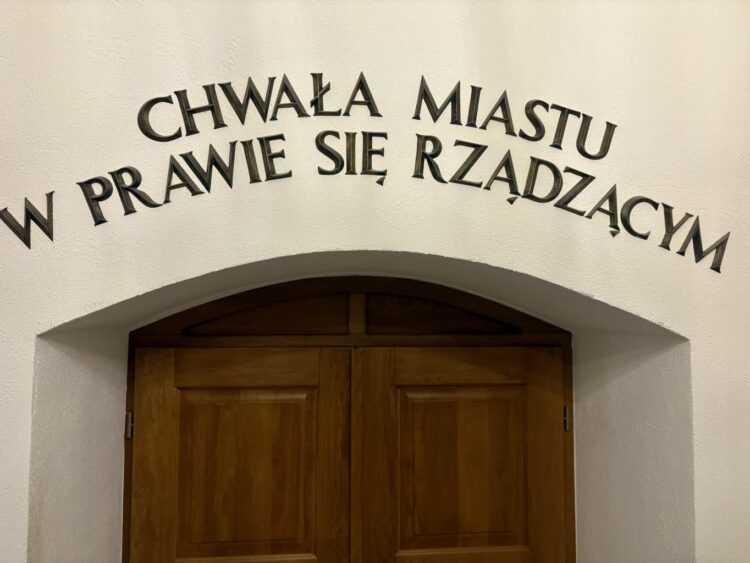 CHWAŁA MIASTU
W PRAWIE SIĘ RZĄDZĄCYM